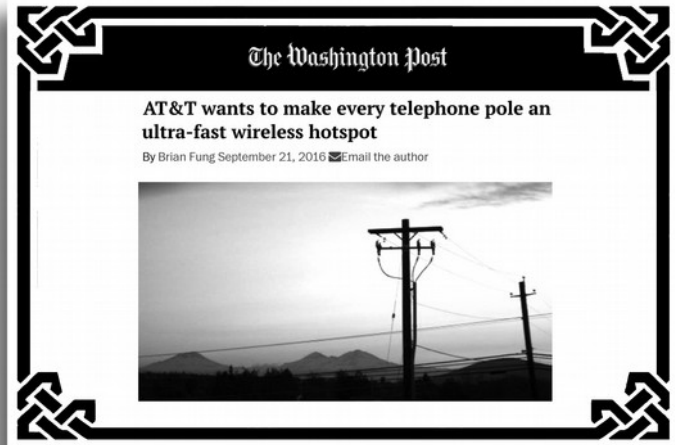 The Washington Post
AT&T wants to make every telephone pole an
ultra-fast wireless hotspot
By Brian Fung September 21, 2016 Email the author